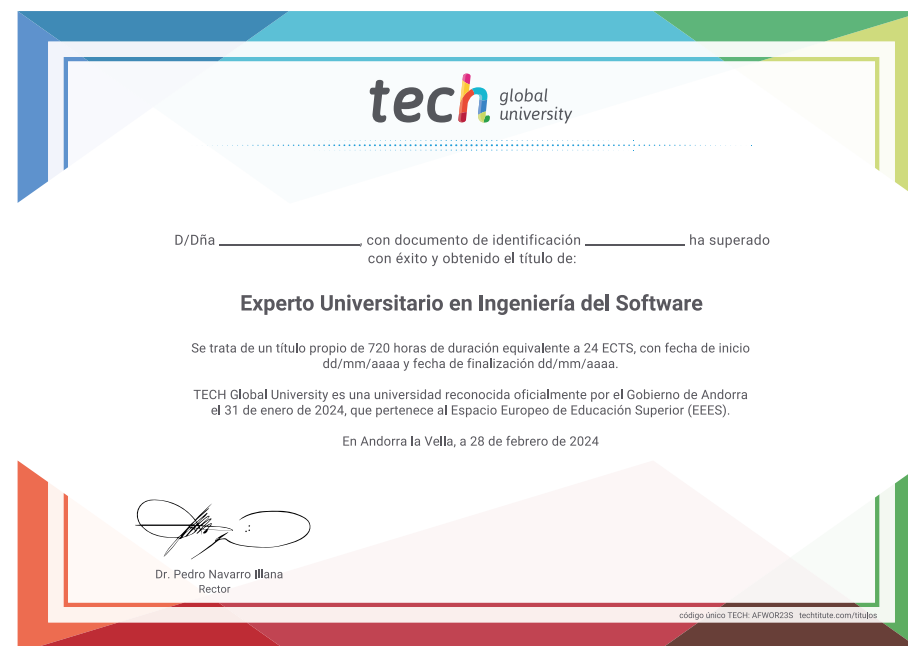 tech global university
D/Dña ______________________, con documento de identificación _______________ ha superado
con éxito y obtenido el título de:
Experto Universitario en Ingeniería del Software
Se trata de un título propio de 720 horas de duración equivalente a 24 ECTS, con fecha de inicio
dd/mm/aaaa y fecha de finalización dd/mm/aaaa.
TECH Global University es una universidad reconocida oficialmente por el Gobierno de Andorra
el 31 de enero de 2024, que pertenece al Espacio Europeo de Educación Superior (EEES).
En Andorra la Vella, a 28 de febrero de 2024
Dr. Pedro Navarro Illana
Rector
código único TECH: AFWOR23S techtitute.com/titulos